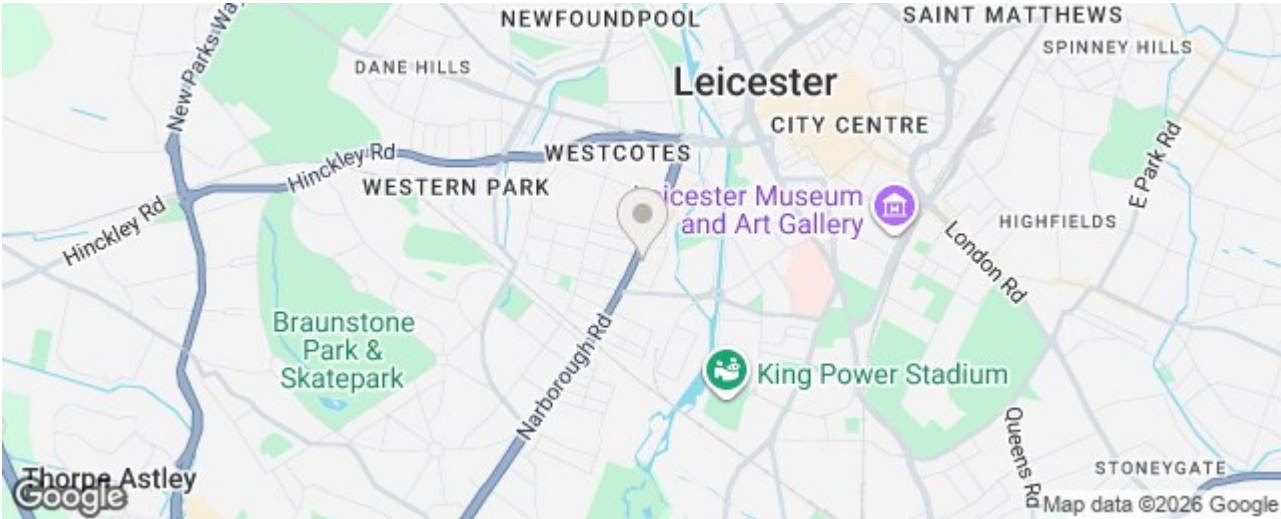 NEWFOUNDPOOL
SAINT MATTHEWS
SPINNEY HILLS
DANE HILLS
New Parks Way
Leicester
CITY CENTRE
E Park Rd
Hinckley Rd
WESTCOTES
WESTERN PARK
icester Museum
and Art Gallery
HIGHFIELDS
Hinckley Rd
London Rd
Braunstone
Park &
Skatepark
Narborough Rd
King Power Stadium
Queens Rd
STONEYGATE
Thorpe Astley
Google
Map data ©2026 Google